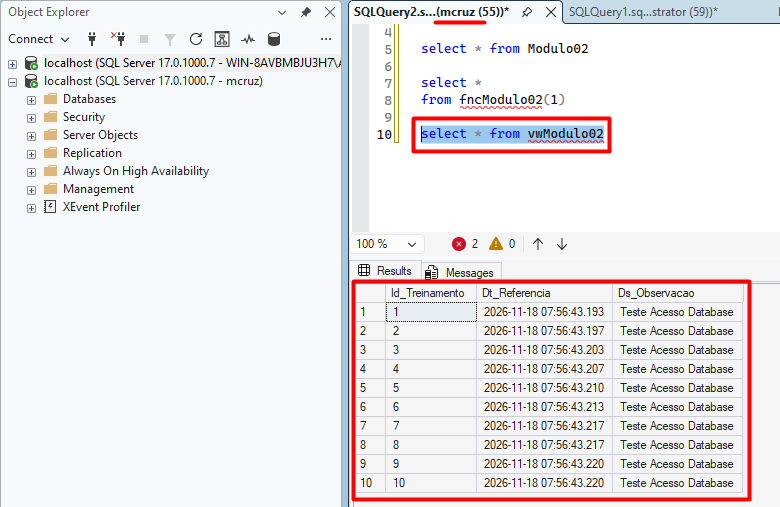 Object Explorer
Connect
localhost (SQL Server 17.0.1000.7 - WIN-8AVBMBJU3H7\A
localhost (SQL Server 17.0.1000.7 - mcruz)
Databases
Security
Server Objects
Replication
Always On High Availability
Management
XEvent Profiler
SQLQuery2.s...(mcruz (55))*
SQLQuery1.sq...strator (59))*
4
5 select * from Modulo02
6
7 select *
8 from fncModulo02(1)
9
10 select * from vwModulo02
100 %
2
0
Results
Messages
Id_Treinamento Dt_Referencia Ds_Observacao
1 1 2026-11-18 07:56:43.193 Teste Acesso Database
2 2 2026-11-18 07:56:43.197 Teste Acesso Database
3 3 2026-11-18 07:56:43.203 Teste Acesso Database
4 4 2026-11-18 07:56:43.207 Teste Acesso Database
5 5 2026-11-18 07:56:43.210 Teste Acesso Database
6 6 2026-11-18 07:56:43.213 Teste Acesso Database
7 7 2026-11-18 07:56:43.217 Teste Acesso Database
8 8 2026-11-18 07:56:43.217 Teste Acesso Database
9 9 2026-11-18 07:56:43.220 Teste Acesso Database
10 10 2026-11-18 07:56:43.220 Teste Acesso Database